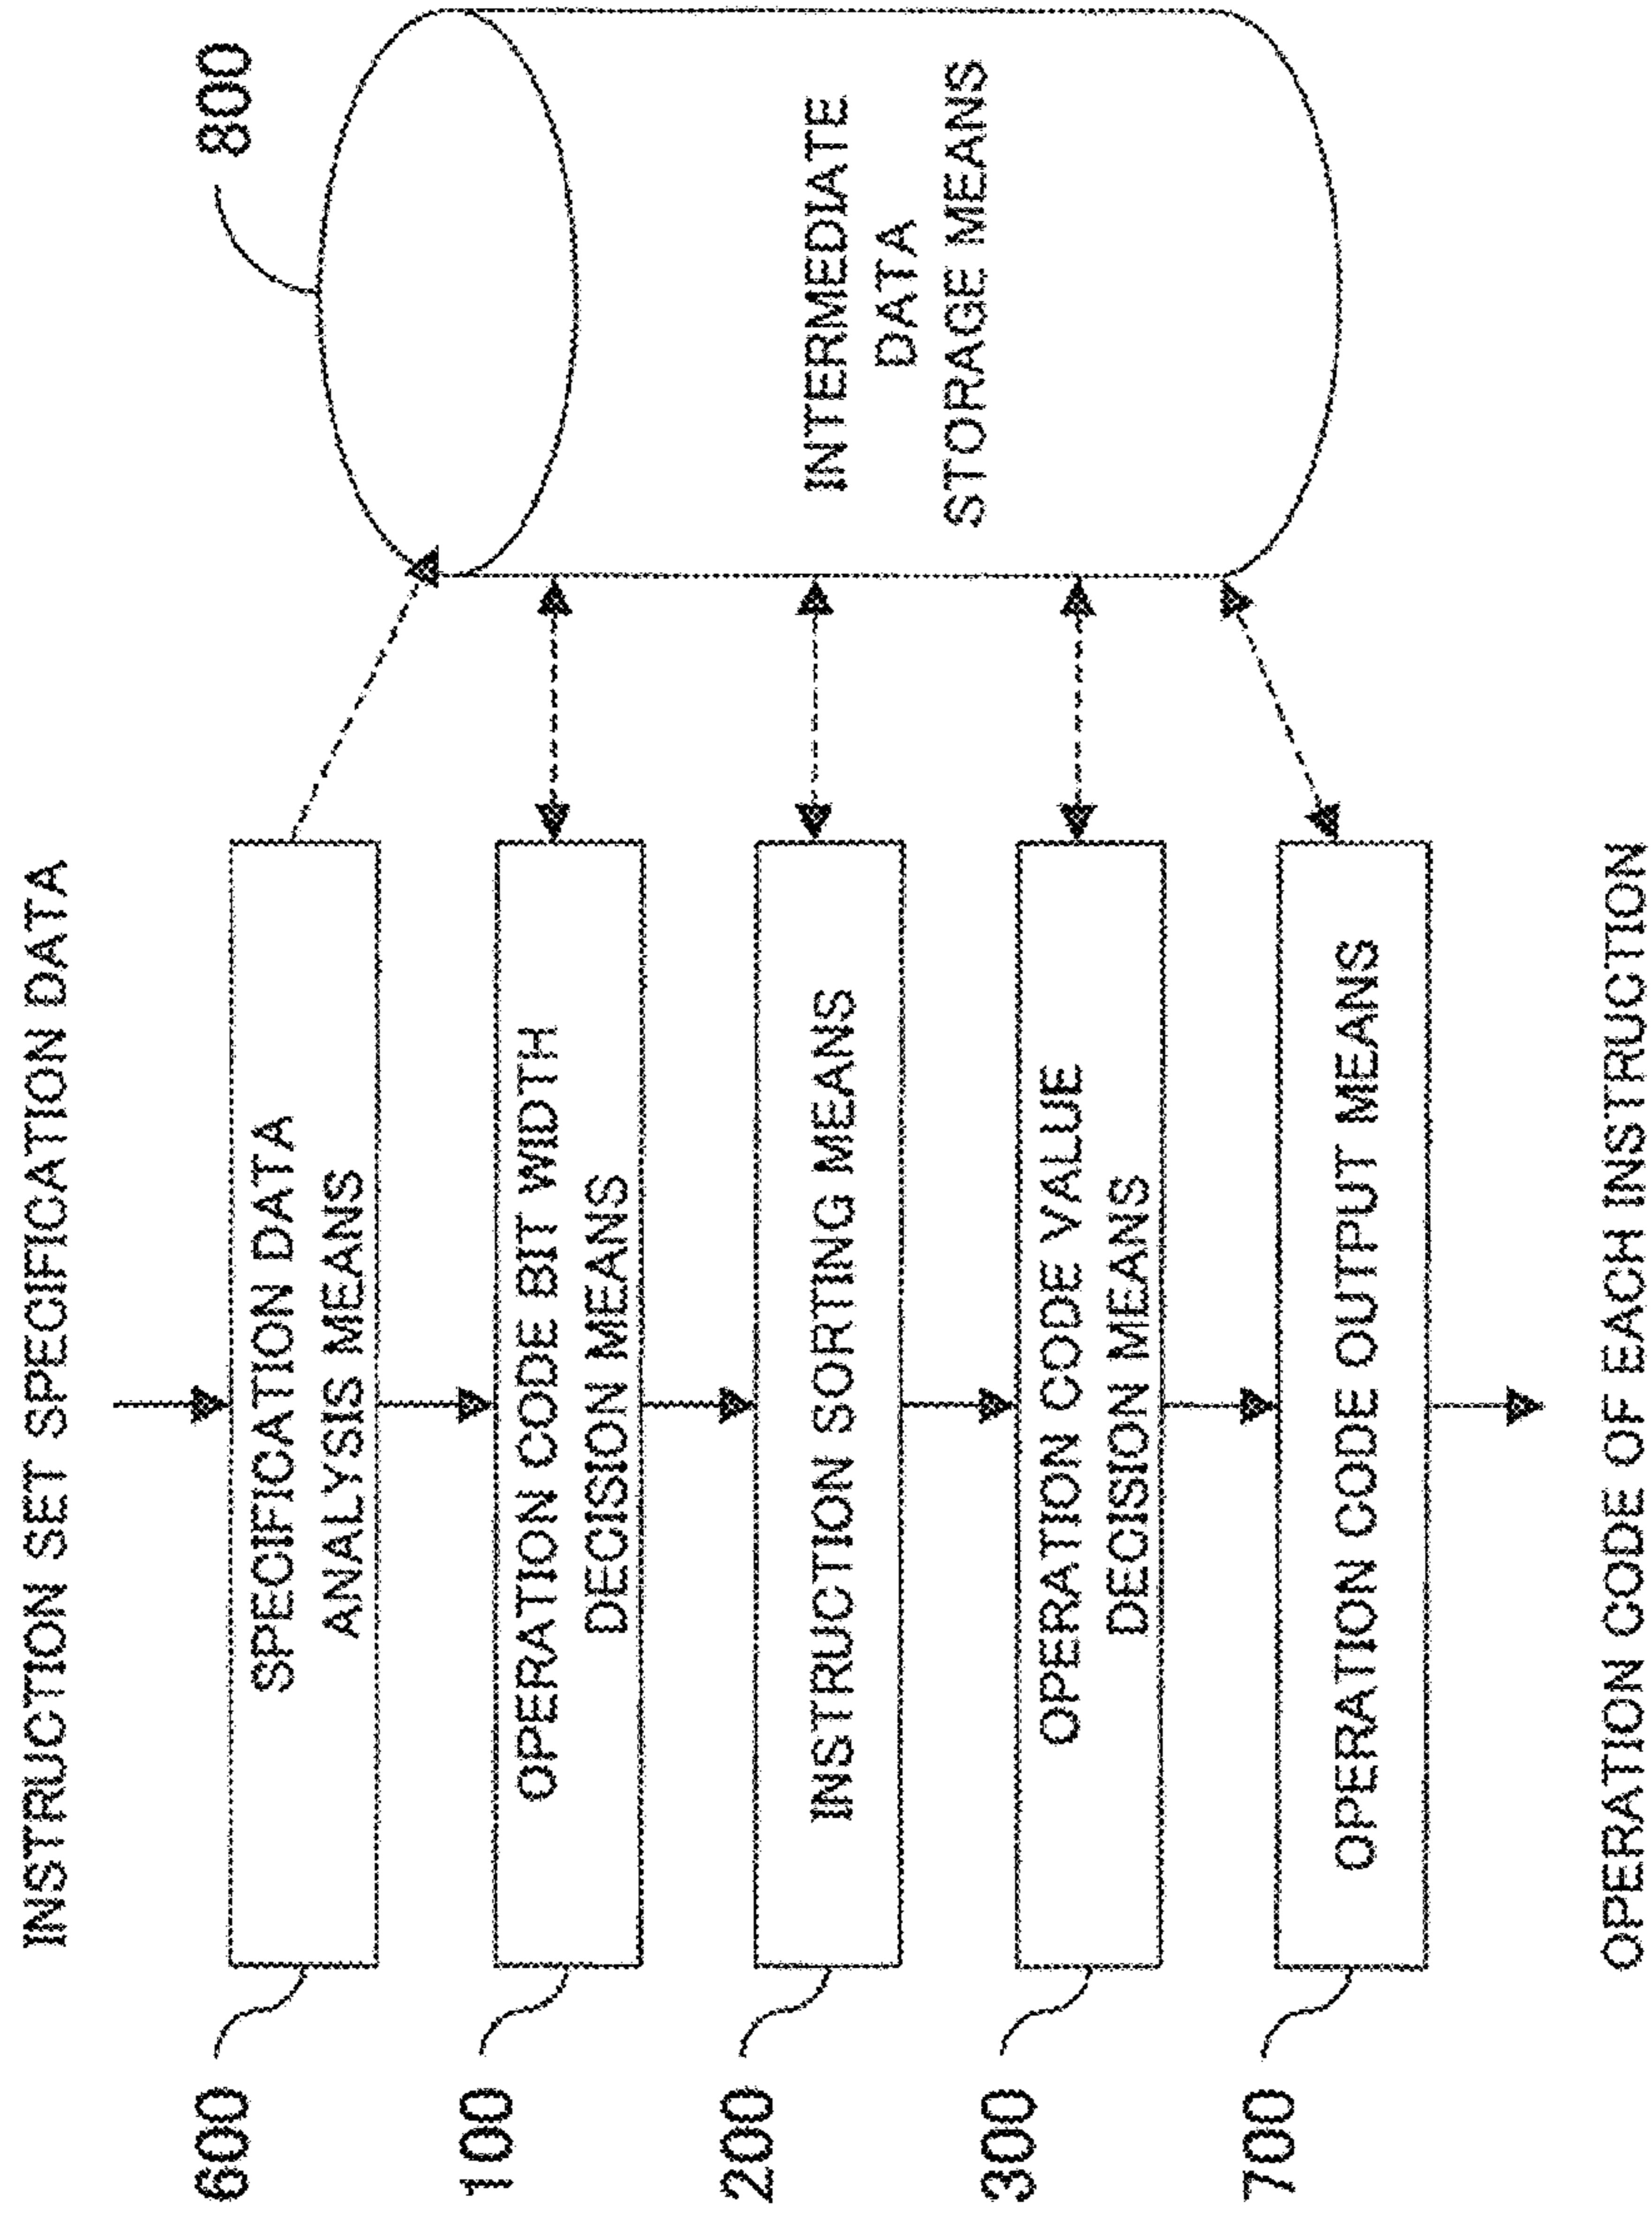 INSTRUCTION SET SPECIFICATION DATA
600
SPECIFICATION DATA
ANALYSIS MEANS
100
OPERATION CODE BIT WIDTH
DECISION MEANS
200
INSTRUCTION SORTING MEANS
300
OPERATION CODE VALUE
DECISION MEANS
700
OPERATION CODE OUTPUT MEANS
OPERATION CODE OF EACH INSTRUCTION
800
INTERMEDIATE
DATA
STORAGE MEANS